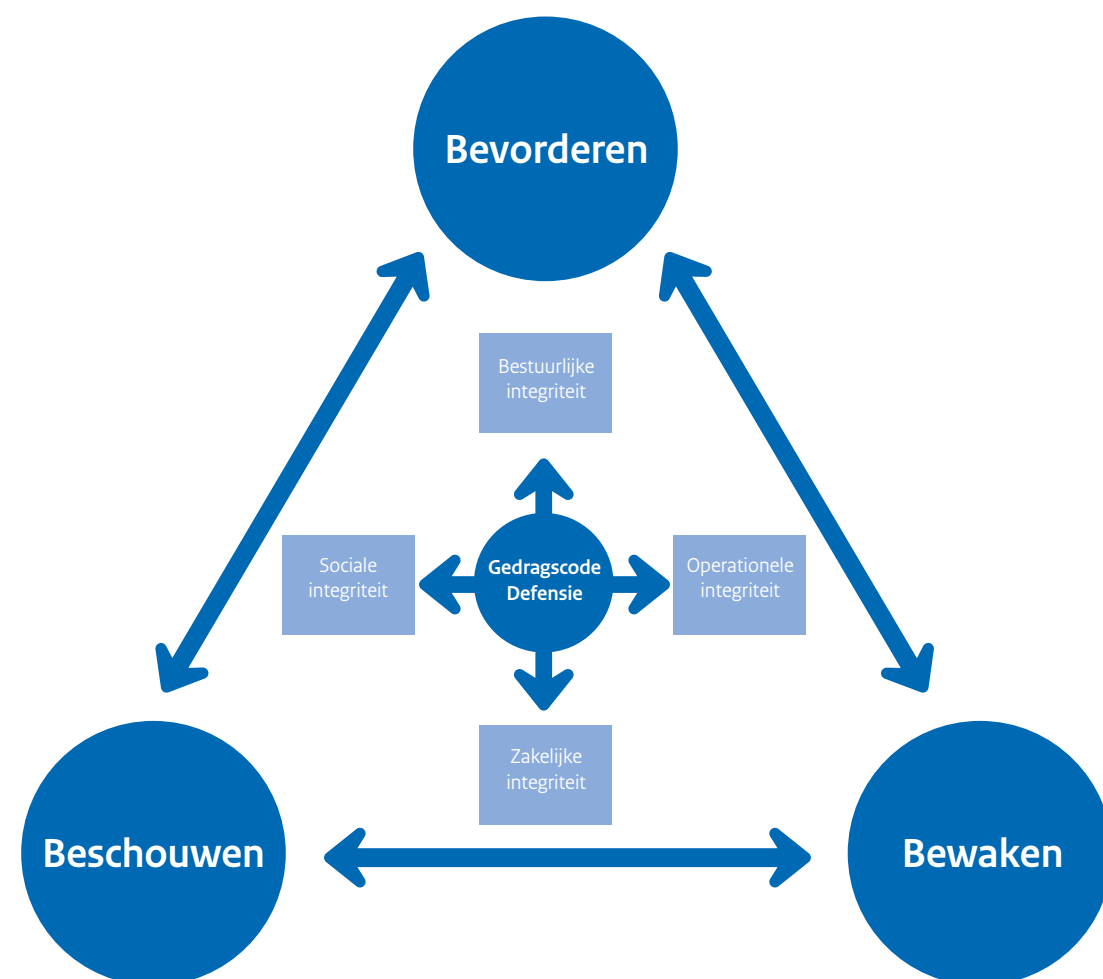 Bevorderen
Bestuurlijke
integriteit
Sociale
integriteit
Gedragscode
Defensie
Operationele
integriteit
Zakelijke
integriteit
Beschouwen
Bewaken